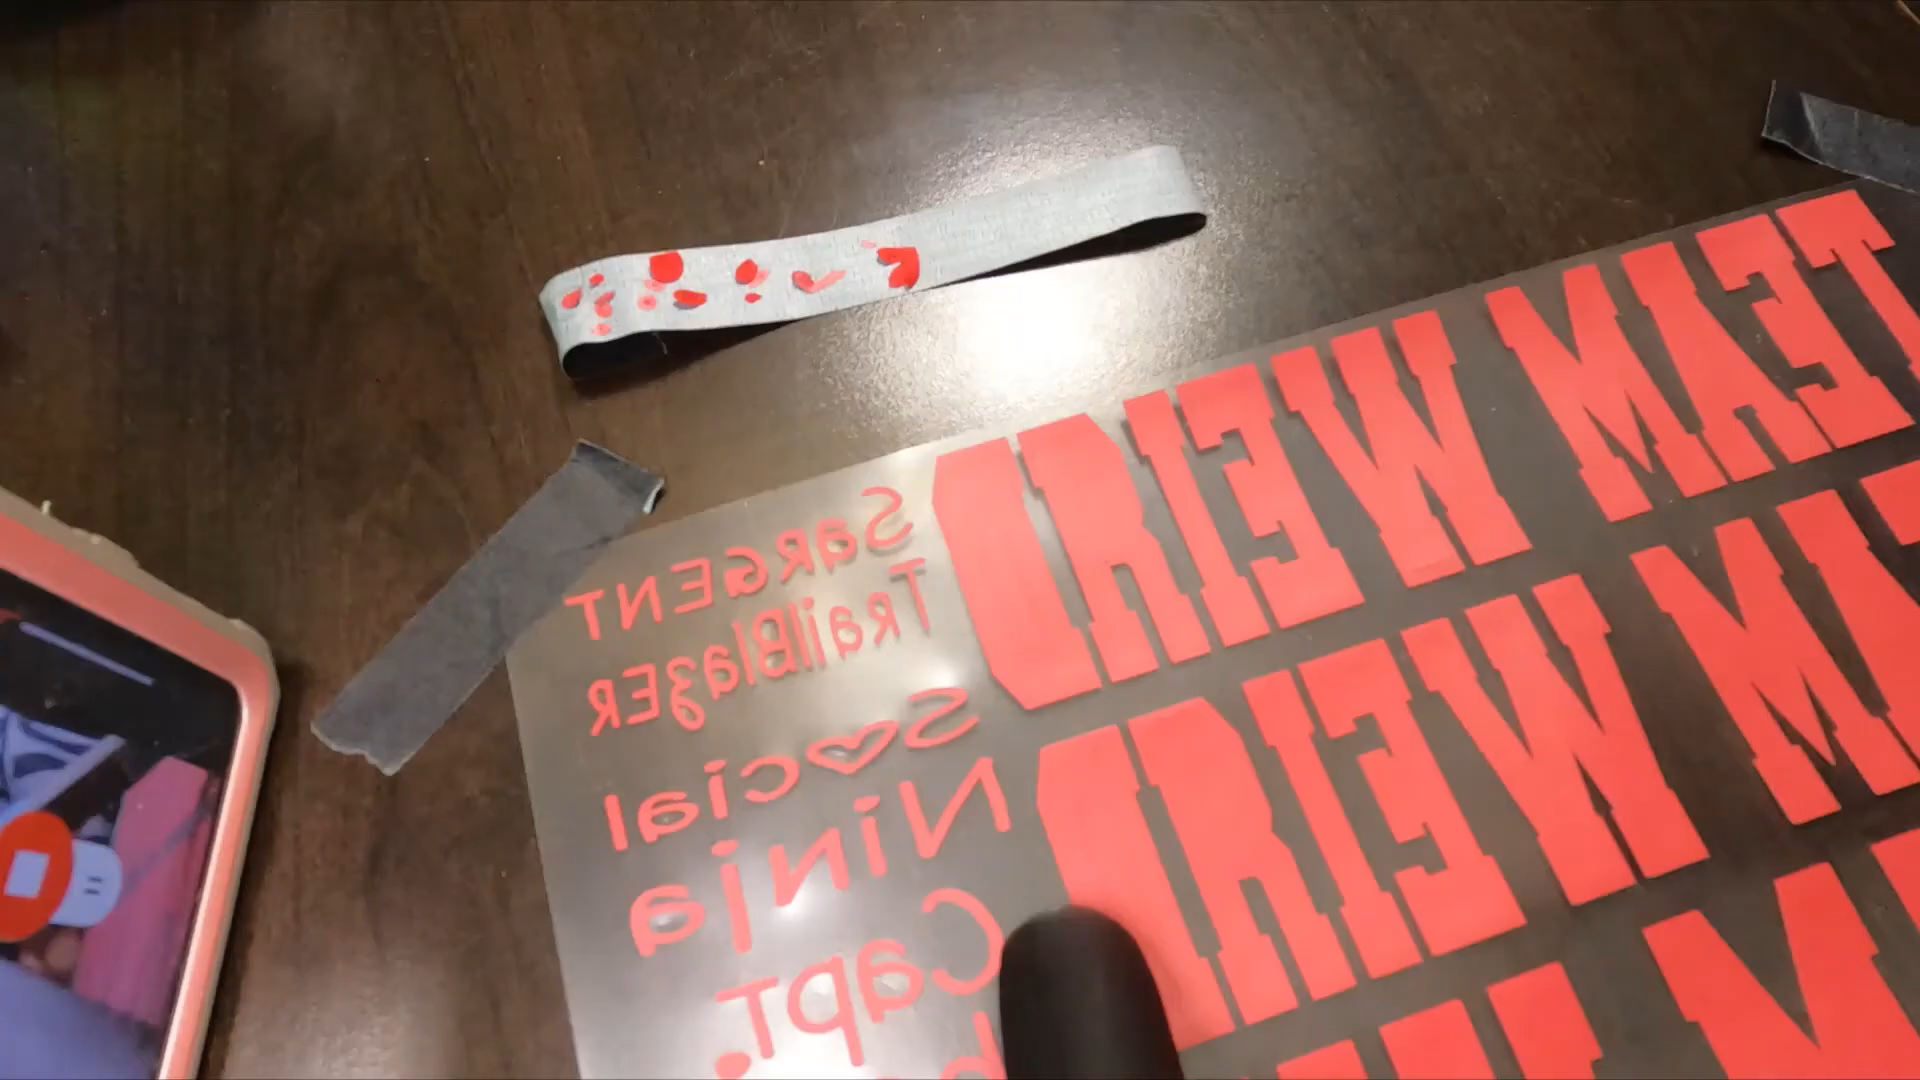 TEAM WEIRD
TEAM WEIRD
SarGENT
TrailBlazER
Social
Ninja
Capt.